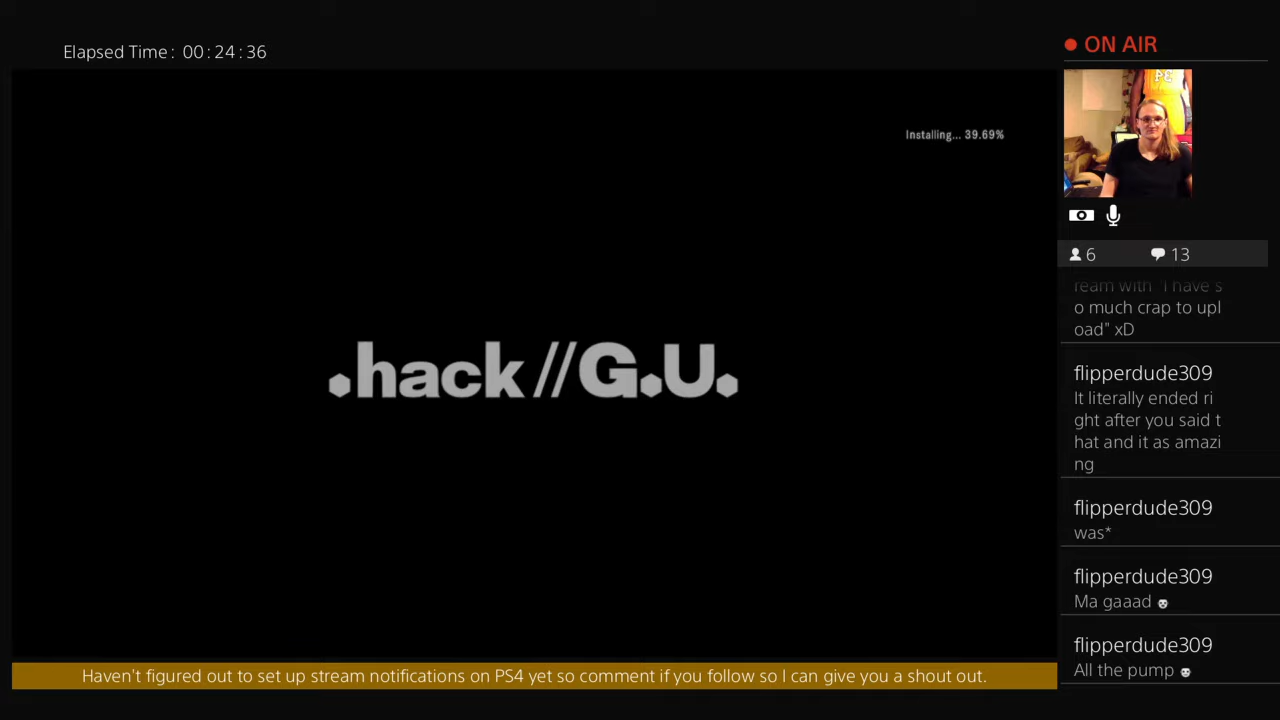 Elapsed Time: 00:24:36
ON AIR
Installing... 39.69%
.hack//G.U.
6 13
ream with "I have s
o much crap to upl
oad" xD
flipperdude309
It literally ended ri
ght after you said t
hat and it as amazi
ng
flipperdude309
was*
flipperdude309
Ma gaaad
flipperdude309
All the pump
Haven't figured out to set up stream notifications on PS4 yet so comment if you follow so I can give you a shout out.